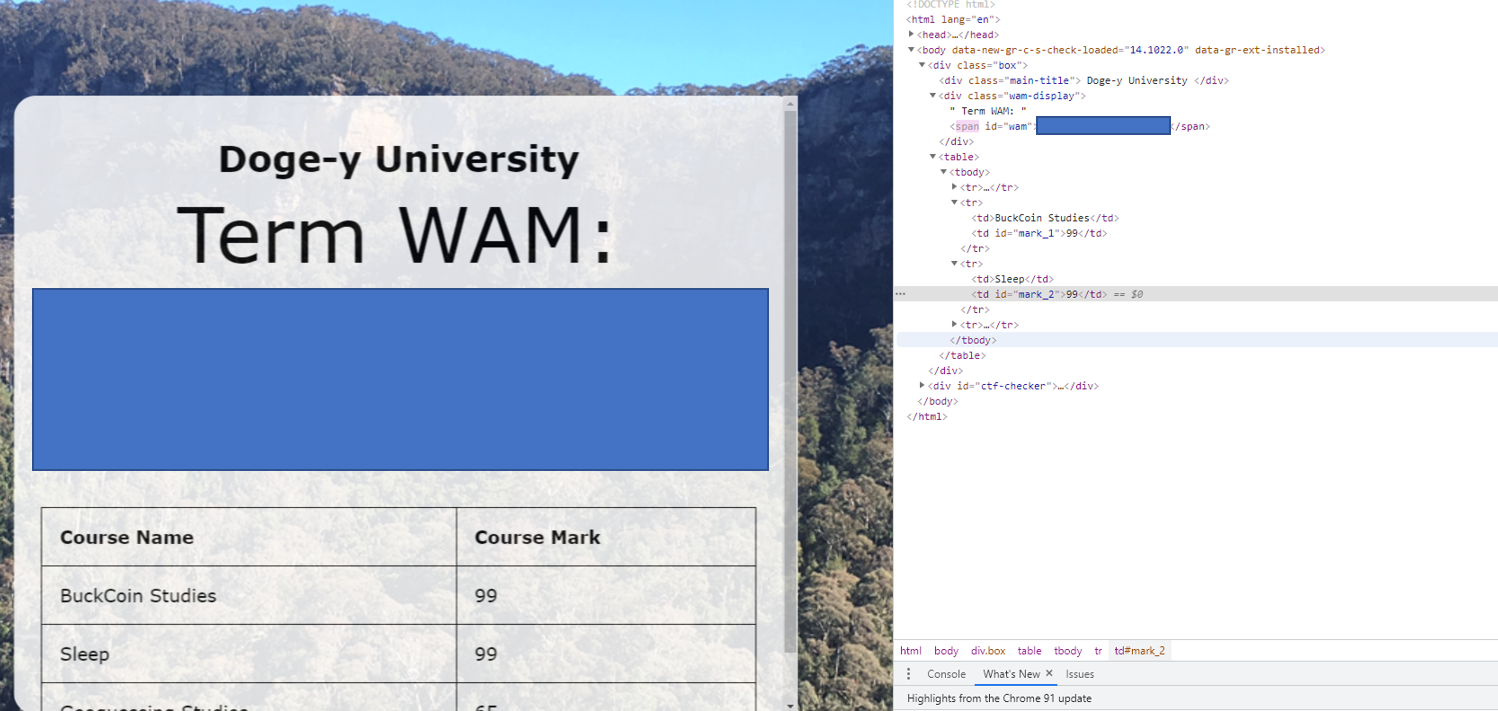 Doge-y University
Term WAM:
Course Name Course Mark
BuckCoin Studies 99
Sleep 99
<!DOCTYPE html>
<html lang="en">
<head>…</head>
<body data-new-gr-c-s-check-loaded="14.1022.0" data-gr-ext-installed>
<div class="box">
<div class="main-title"> Doge-y University </div>
<div class="wam-display">
" Term WAM: "
<span id="wam" </span>
</div>
<table>
<tbody>
<tr>…</tr>
<tr>
<td>BuckCoin Studies</td>
<td id="mark_1">99</td>
</tr>
<tr>
<td>Sleep</td>
<td id="mark_2">99</td> == $0
</tr>
<tr>…</tr>
</tbody>
</table>
</div>
<div id="ctf-checker">…</div>
</body>
</html>
html body div.box table tbody tr td#mark_2
Console What's New × Issues
Highlights from the Chrome 91 update